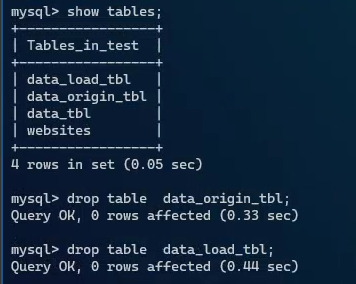 mysql> show tables;
+-----------------+
| Tables_in_test  |
+-----------------+
| data_load_tbl   |
| data_origin_tbl |
| data_tbl        |
| websites        |
+-----------------+
4 rows in set (0.05 sec)
mysql> drop table  data_origin_tbl;
Query OK, 0 rows affected (0.33 sec)
mysql> drop table  data_load_tbl;
Query OK, 0 rows affected (0.44 sec)